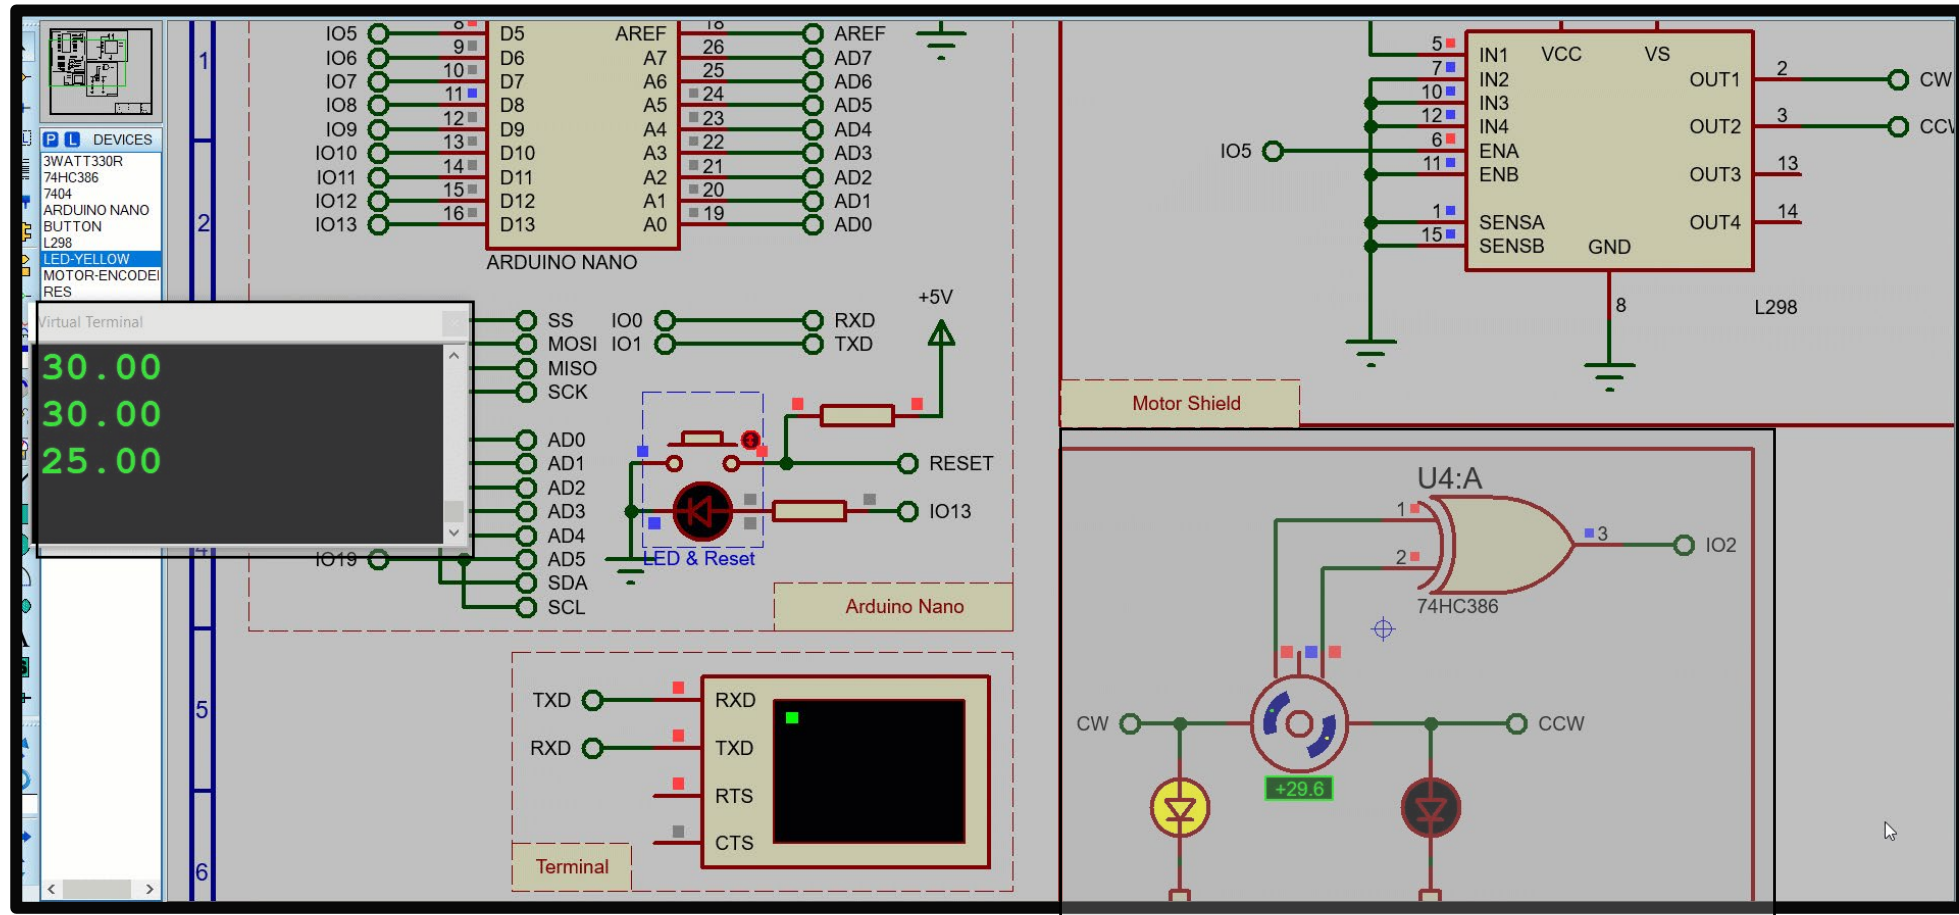 1
2
4
5
6
P L DEVICES
3WATT330R
74HC386
7404
ARDUINO NANO
BUTTON
L298
LED-YELLOW
MOTOR-ENCODE
RES
Virtual Terminal
30.00
30.00
25.00
IO5 8 D5 AREF 18 AREF
IO6 9 D6 A7 26 AD7
IO7 10 D7 A6 25 AD6
IO8 11 D8 A5 24 AD5
IO9 12 D9 A4 23 AD4
IO10 13 D10 A3 22 AD3
IO11 14 D11 A2 21 AD2
IO12 15 D12 A1 20 AD1
IO13 16 D13 A0 19 AD0
ARDUINO NANO
+5V
SS IO0 RXD
MOSI IO1 TXD
MISO
SCK
AD0
AD1 RESET
AD2
AD3 IO13
AD4
IO19 AD5 LED & Reset
SDA
SCL
Arduino Nano
TXD RXD
RXD TXD
RTS
CTS
Terminal
5 IN1 VCC VS
7 IN2 OUT1 2 CW
10 IN3
12 IN4 OUT2 3
IO5 6 ENA
11 ENB OUT3 13
1 SENSA OUT4 14
15 SENSB GND
8 L298
Motor Shield
U4:A
1
2 3 IO2
74HC386
CW CCW
+29.6